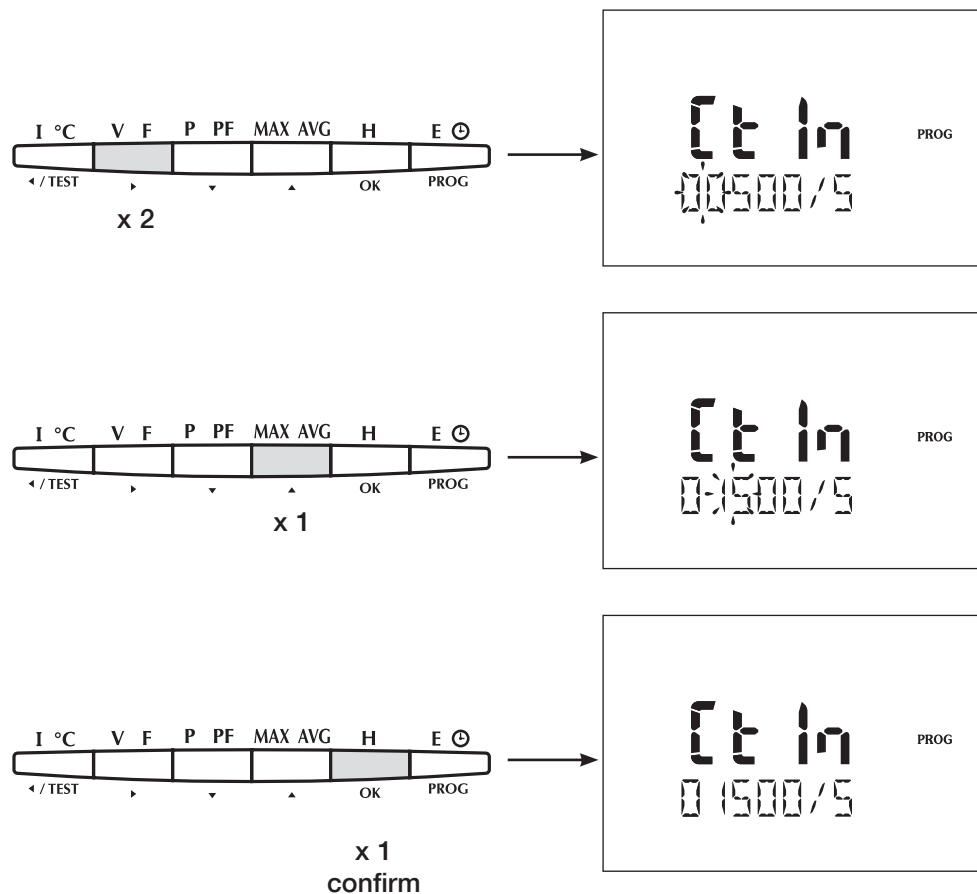 I °C V F P PF MAX AVG H E
/ TEST OK PROG
x 2
Ct In PROG
00500/5
I °C V F P PF MAX AVG H E
/ TEST OK PROG
x 1
Ct In PROG
01500/5
I °C V F P PF MAX AVG H E
/ TEST OK PROG
x 1
confirm
Ct In PROG
01500/5